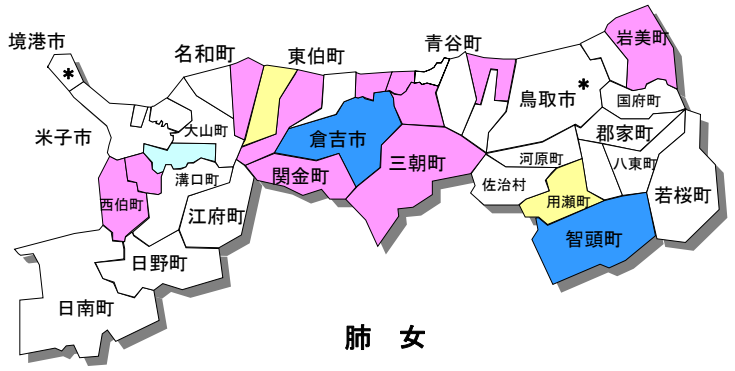 境港市
*
米子市
名和町
東伯町
青谷町
岩美町
鳥取市
*
国府町
大山町
倉吉市
郡家町
河原町
八東町
三朝町
関金町
溝口町
佐治村
用瀬町
若桜町
西伯町
江府町
智頭町
日野町
日南町
肺 女